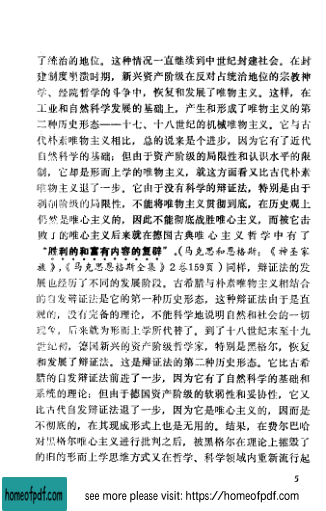 了统治的地位。这种情况一直继续到中世纪封建社会。在封
建制度崩溃时期，新兴资产阶级在反对占统治地位的宗教神
学、经院哲学的斗争中，恢复和发展了唯物主义。这样，在
工业和自然科学发展的基础上，产生和形成了唯物主义的第
二种历史形态——十七、十八世纪的机械唯物主义。它与古
代朴素唯物主义相比，总的说来是个进步，因为它有了近代
自然科学的基础；但由于资产阶级的局限性和认识水平的限
制，它却是形而上学的唯物主义，就这方面看又比古代朴素
唯物主义退了一步。它由于没有科学的辩证法，特别是由于
剥削阶级的局限性，不能将唯物主义贯彻到底，在历史观上
仍然是唯心主义的，因此不能彻底战胜唯心主义，而被它击
败了的唯心主义后来就在德国古典唯心主义哲学中有了
“胜利的和富有内容的复辟”。（马克思和恩格斯：《神圣家
族》，《马克思恩格斯全集》2卷159页）同样，辩证法的发
展也经历了不同的发展阶段。古希腊与朴素唯物主义相结合
的自发辩证法是它的第一种历史形态，这种辩证法由于是直
观的，没有完备的理论，不能科学地说明自然和社会的一切
现象，后来就为形而上学所代替了。到了十八世纪末至十九
世纪初，德国新兴的资产阶级哲学家，特别是黑格尔，恢复
和发展了辩证法。这是辩证法的第二种历史形态。它比古希
腊的自发辩证法前进了一步，因为它有了自然科学的基础和
系统的理论；但由于德国资产阶级的软弱性和妥协性，它又
比古代自发辩证法退了一步，因为它是唯心主义的，因而是
不彻底的，在其现成形式上也是无用的。结果，在费尔巴哈
对黑格尔唯心主义进行批判之后，被黑格尔在理论上摧毁了
的旧的形而上学思维方式又在哲学、科学领域内重新流行起
5
homeofpdf.com
see more please visit: https://homeofpdf.com